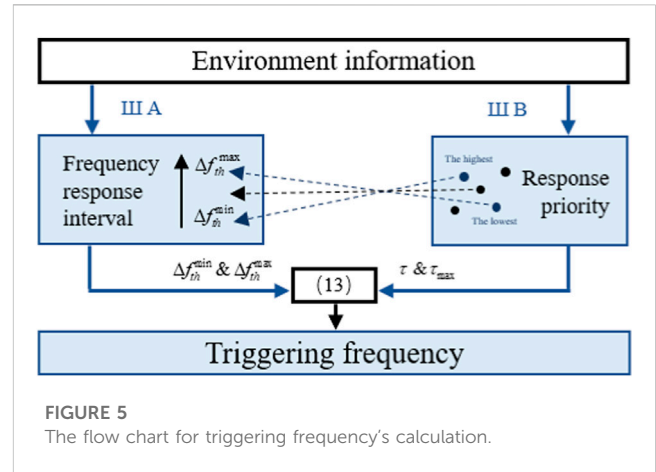 Environment information
Ш A
Ш B
Frequency
response
interval
Δf_th^max
Δf_th^min
The highest
The lowest
Response
priority
Δf_th^min & Δf_th^max
(13)
τ & τ_max
Triggering frequency
FIGURE 5
The flow chart for triggering frequency's calculation.